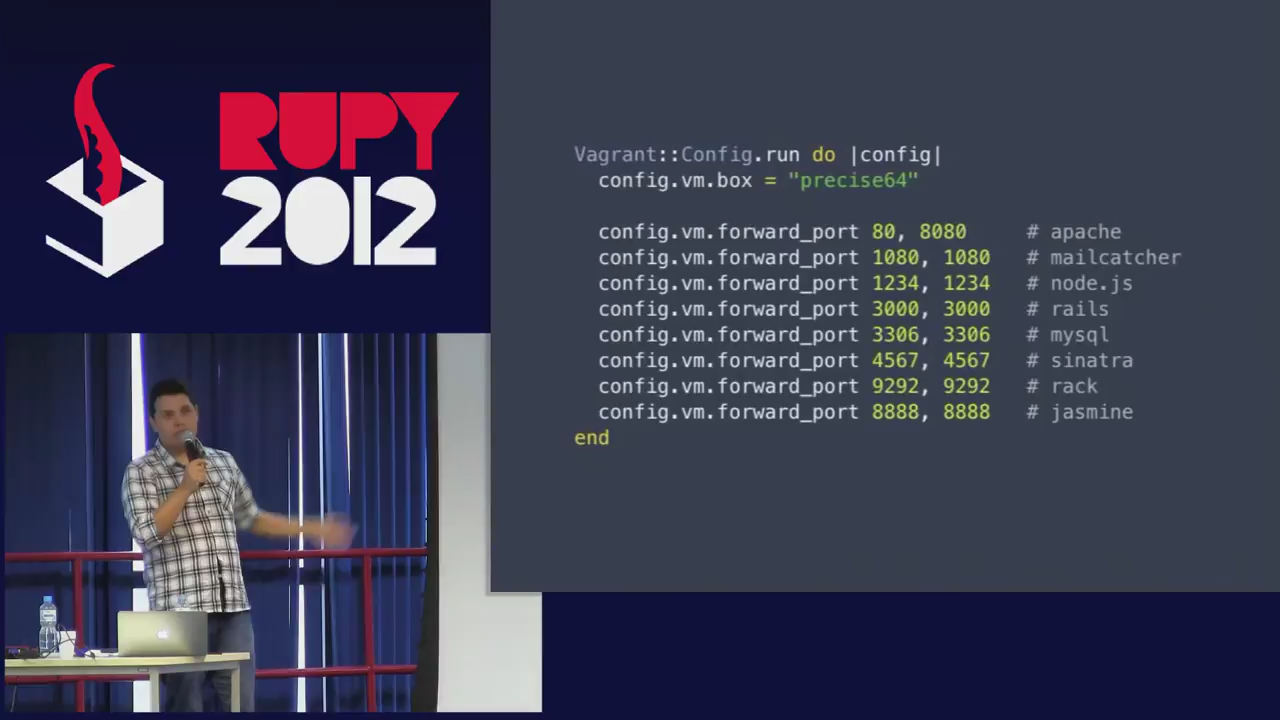 RUPY
2012
Vagrant::Config.run do |config|
  config.vm.box = "precise64"

  config.vm.forward_port 80, 8080     # apache
  config.vm.forward_port 1080, 1080   # mailcatcher
  config.vm.forward_port 1234, 1234   # node.js
  config.vm.forward_port 3000, 3000   # rails
  config.vm.forward_port 3306, 3306   # mysql
  config.vm.forward_port 4567, 4567   # sinatra
  config.vm.forward_port 9292, 9292   # rack
  config.vm.forward_port 8888, 8888   # jasmine
end